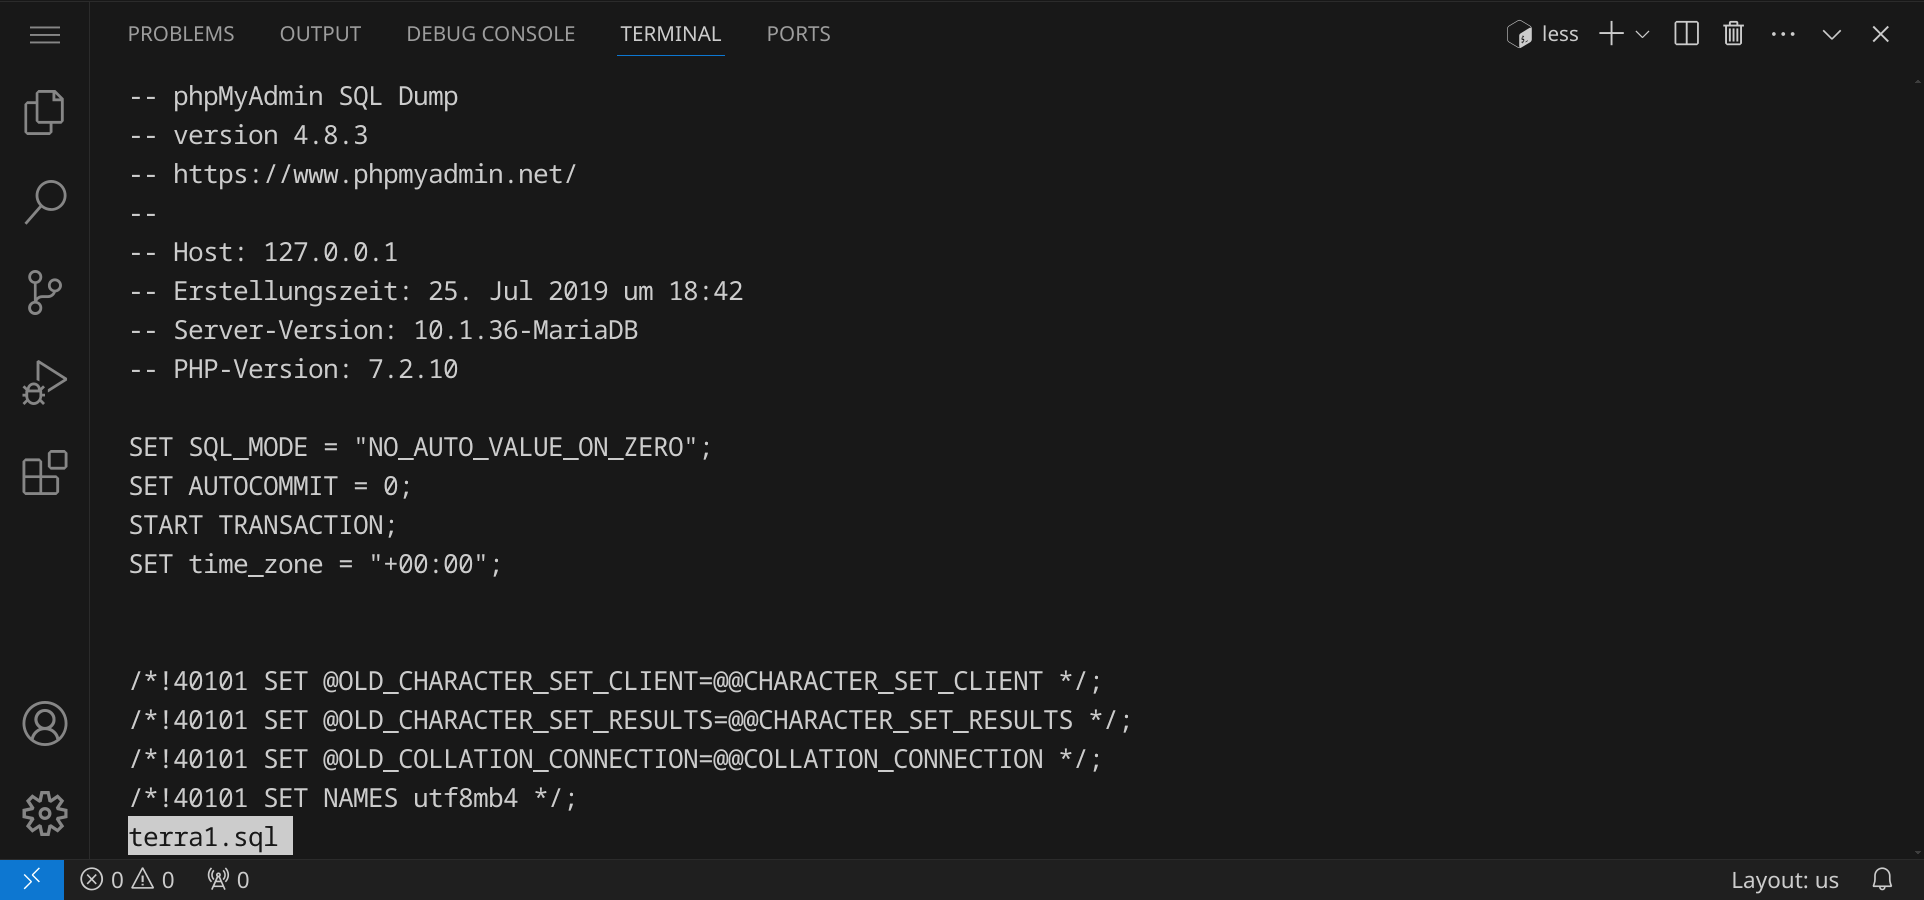 PROBLEMS OUTPUT DEBUG CONSOLE TERMINAL PORTS less
-- phpMyAdmin SQL Dump
-- version 4.8.3
-- https://www.phpmyadmin.net/
--
-- Host: 127.0.0.1
-- Erstellungszeit: 25. Jul 2019 um 18:42
-- Server-Version: 10.1.36-MariaDB
-- PHP-Version: 7.2.10
SET SQL_MODE = "NO_AUTO_VALUE_ON_ZERO";
SET AUTOCOMMIT = 0;
START TRANSACTION;
SET time_zone = "+00:00";
/*!40101 SET @OLD_CHARACTER_SET_CLIENT=@@CHARACTER_SET_CLIENT */;
/*!40101 SET @OLD_CHARACTER_SET_RESULTS=@@CHARACTER_SET_RESULTS */;
/*!40101 SET @OLD_COLLATION_CONNECTION=@@COLLATION_CONNECTION */;
/*!40101 SET NAMES utf8mb4 */;
terra1.sql
0 0 0 Layout: us